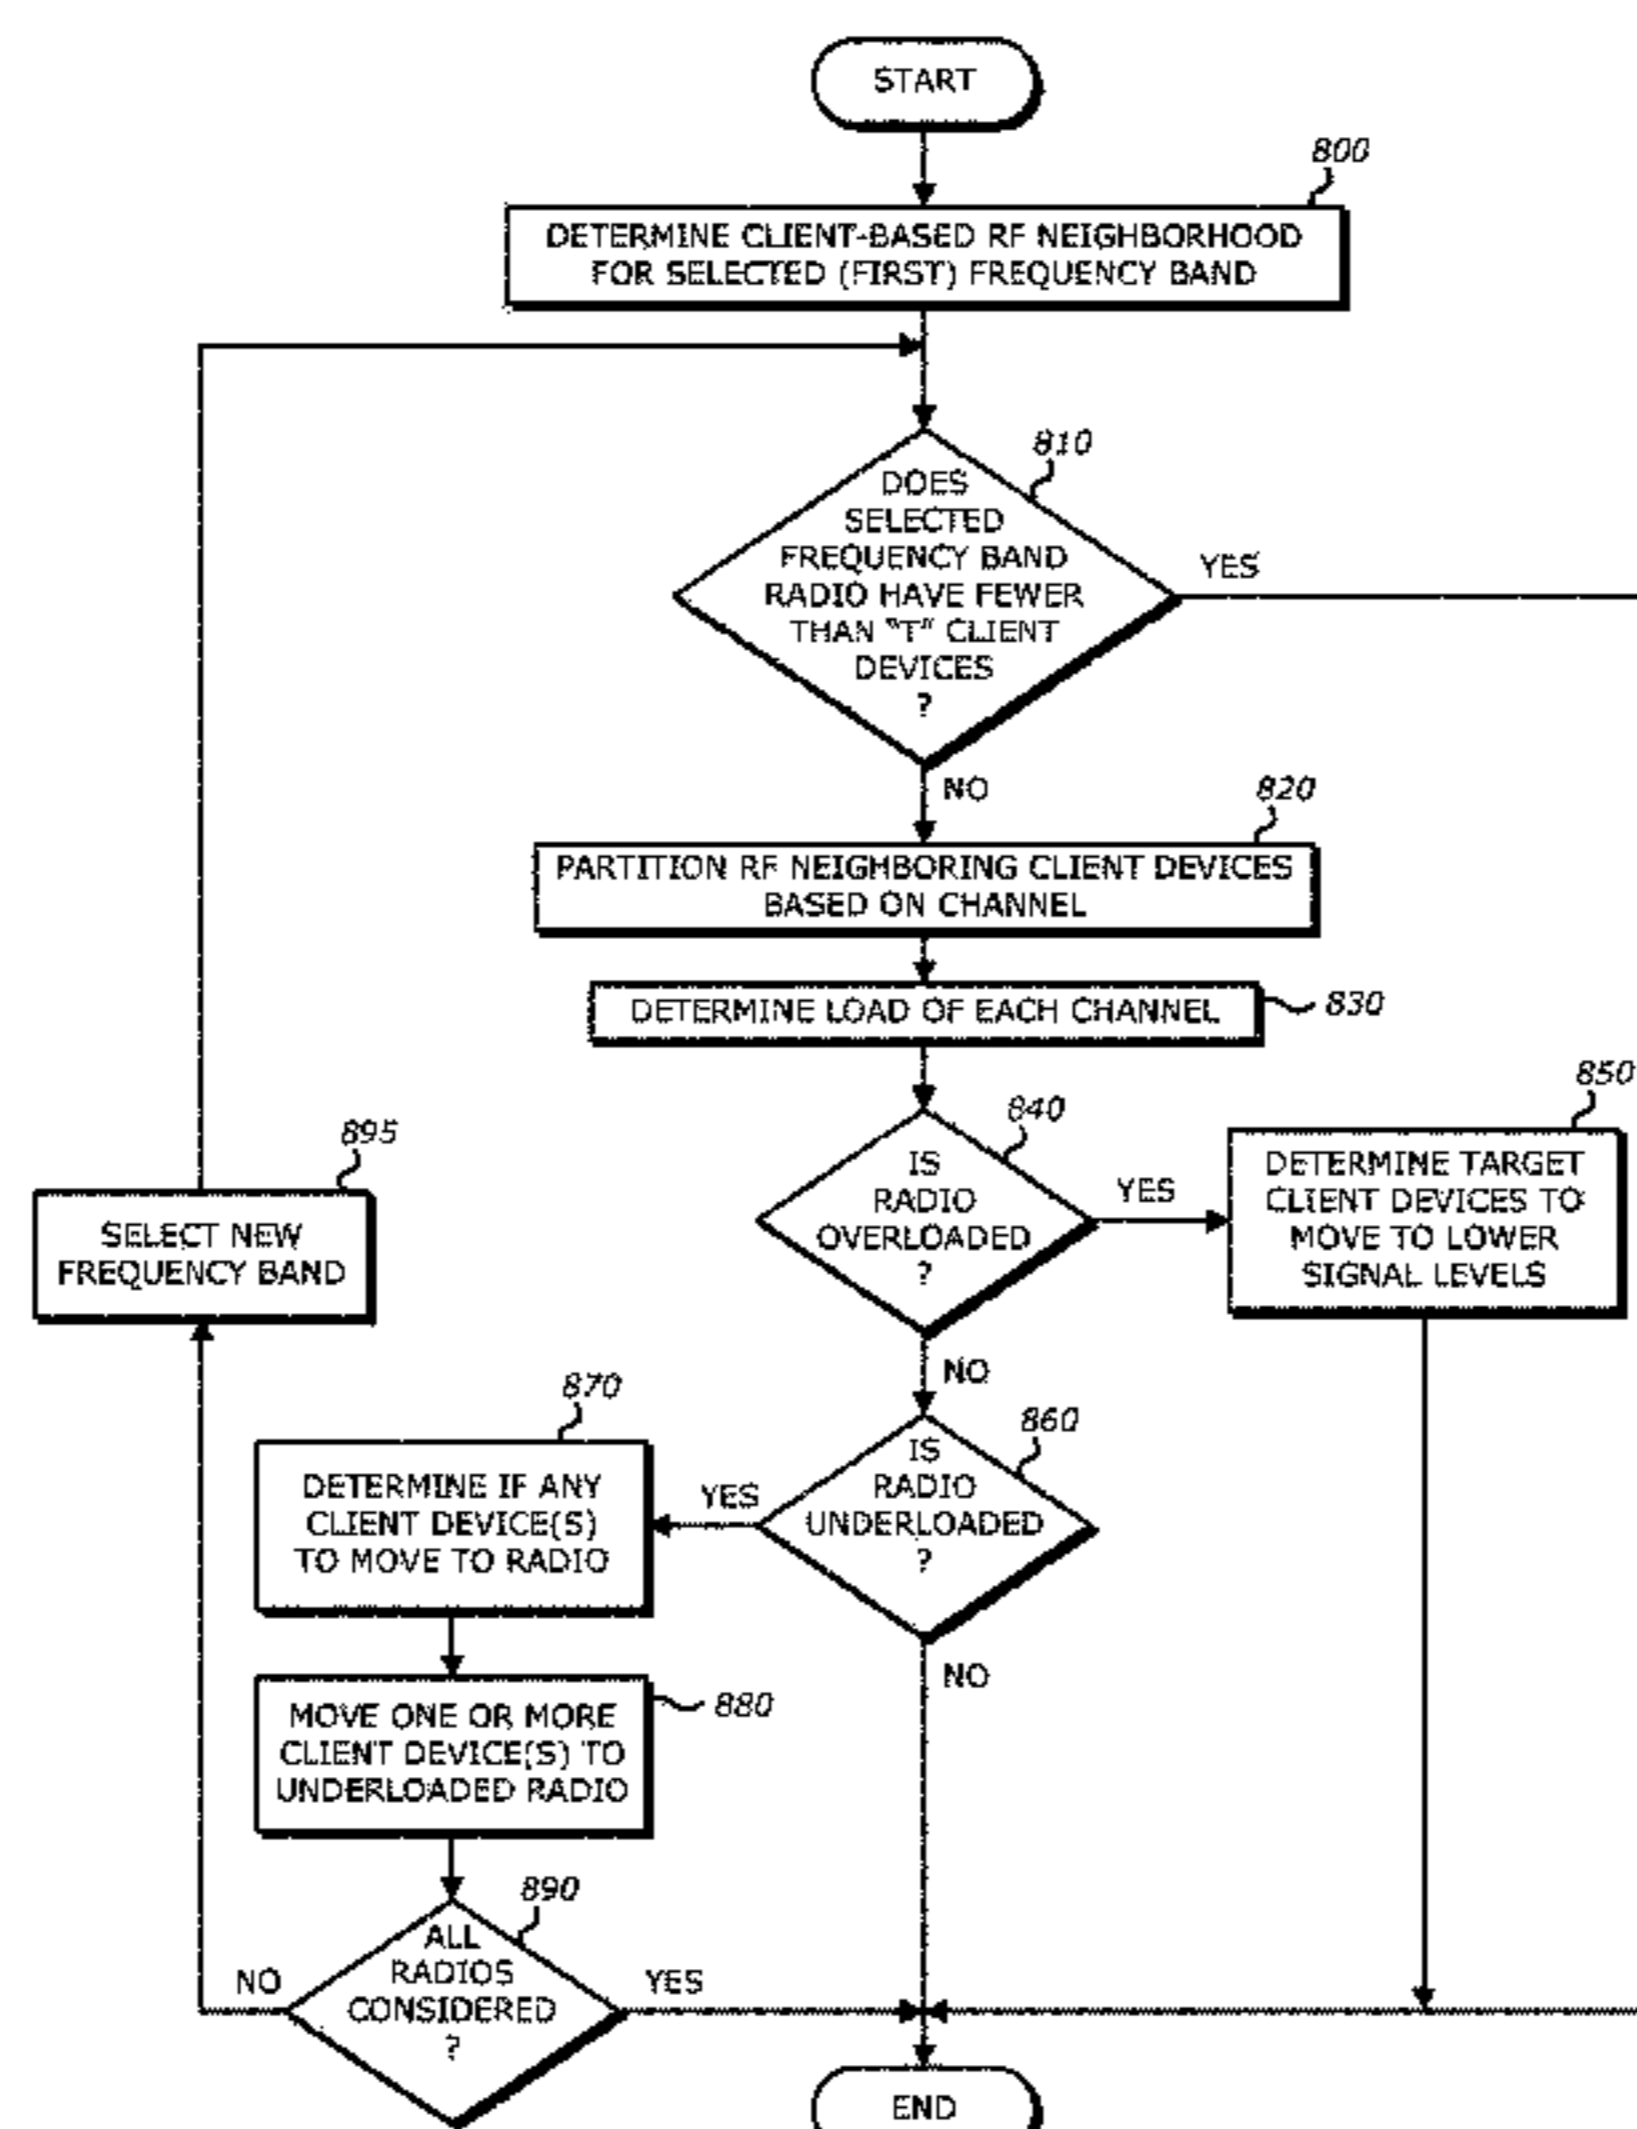 START
800
DETERMINE CLIENT-BASED RF NEIGHBORHOOD
FOR SELECTED (FIRST) FREQUENCY BAND
810
DOES
SELECTED
FREQUENCY BAND
RADIO HAVE FEWER
THAN "T" CLIENT
DEVICES
?
YES
NO
820
PARTITION RF NEIGHBORING CLIENT DEVICES
BASED ON CHANNEL
DETERMINE LOAD OF EACH CHANNEL
830
840
IS
RADIO
OVERLOADED
?
YES
850
DETERMINE TARGET
CLIENT DEVICES TO
MOVE TO LOWER
SIGNAL LEVELS
895
SELECT NEW
FREQUENCY BAND
NO
860
IS
RADIO
UNDERLOADED
?
YES
870
DETERMINE IF ANY
CLIENT DEVICE(S)
TO MOVE TO RADIO
NO
880
MOVE ONE OR MORE
CLIENT DEVICE(S) TO
UNDERLOADED RADIO
890
ALL
RADIOS
CONSIDERED
?
NO
YES
END